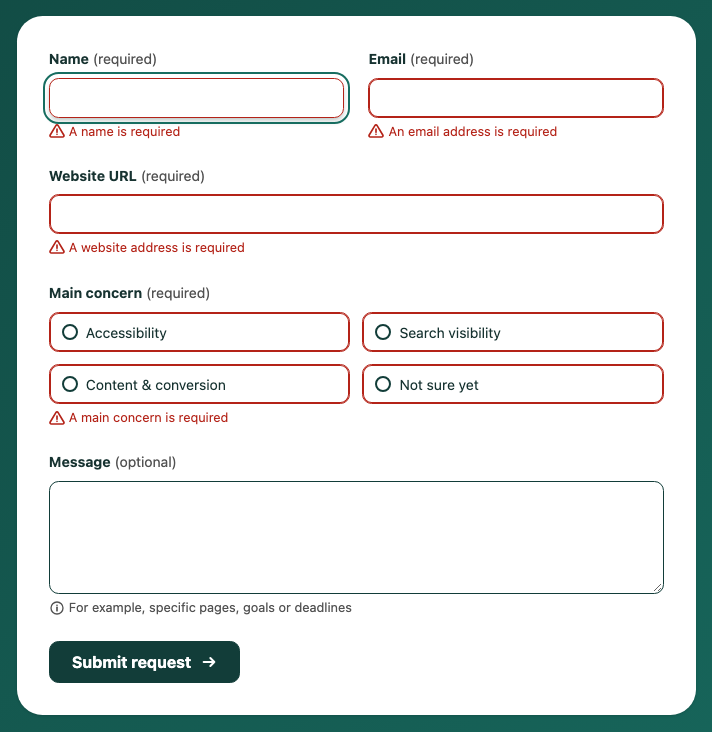 Name (required)
Email (required)
A name is required
An email address is required
Website URL (required)
A website address is required
Main concern (required)
Accessibility
Search visibility
Content & conversion
Not sure yet
A main concern is required
Message (optional)
For example, specific pages, goals or deadlines
Submit request →